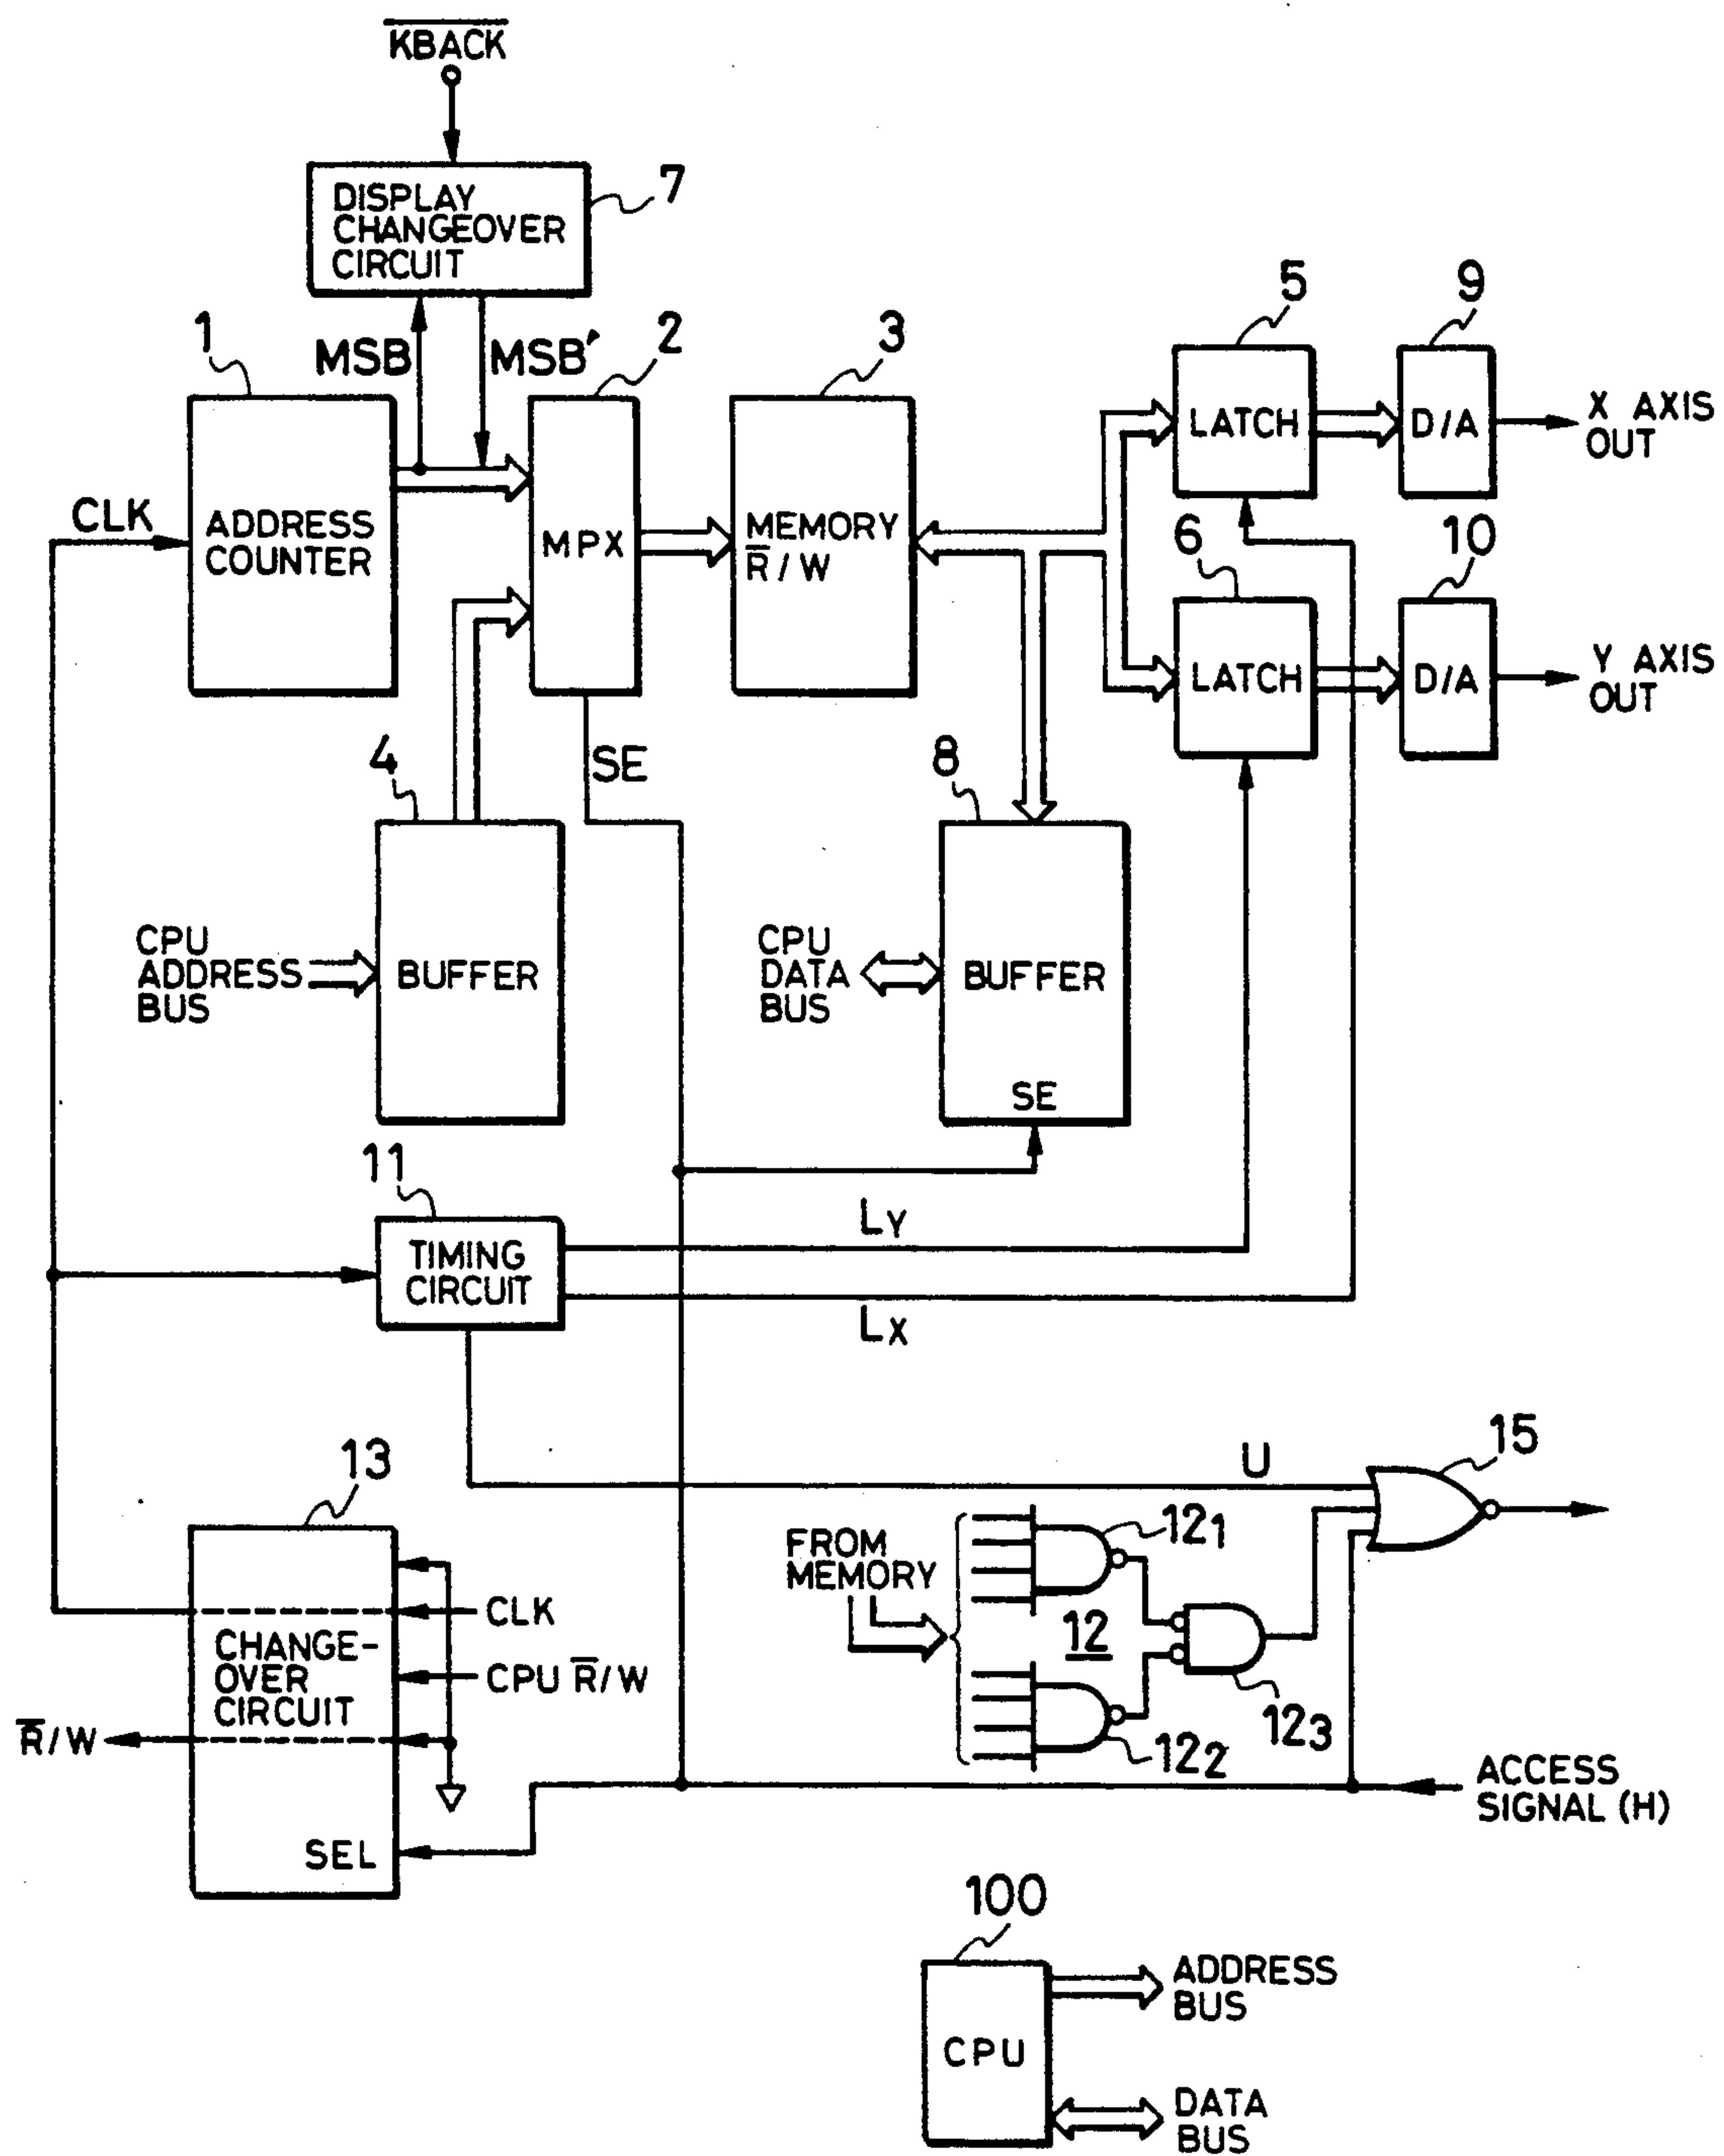 K̅B̅A̅C̅K̅
DISPLAY
CHANGEOVER
CIRCUIT
7
MSB
MSB'
1
2
3
5
9
CLK
ADDRESS
COUNTER
MPX
MEMORY
R̅/W
LATCH
D/A
X AXIS
OUT
6
10
LATCH
D/A
Y AXIS
OUT
4
SE
8
CPU
ADDRESS
BUS
BUFFER
CPU
DATA
BUS
BUFFER
SE
11
TIMING
CIRCUIT
LY
LX
13
U
15
FROM
MEMORY
121
12
122
123
CLK
CHANGE-
OVER
CIRCUIT
CPU R̅/W
R̅/W
SEL
ACCESS
SIGNAL (H)
100
CPU
ADDRESS
BUS
DATA
BUS